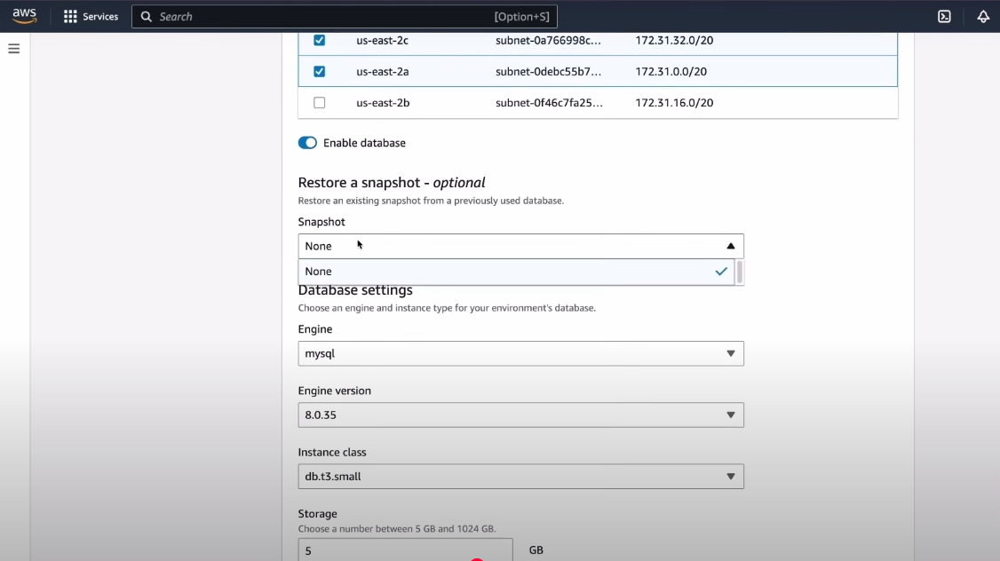 aws
Services
Search
[Option+S]
us-east-2c subnet-0a766998c... 172.31.32.0/20
us-east-2a subnet-0debc55b7... 172.31.0.0/20
us-east-2b subnet-0f46c7fa25... 172.31.16.0/20
Enable database
Restore a snapshot - optional
Restore an existing snapshot from a previously used database.
Snapshot
None
None
Database settings
Choose an engine and instance type for your environment's database.
Engine
mysql
Engine version
8.0.35
Instance class
db.t3.small
Storage
Choose a number between 5 GB and 1024 GB.
5 GB